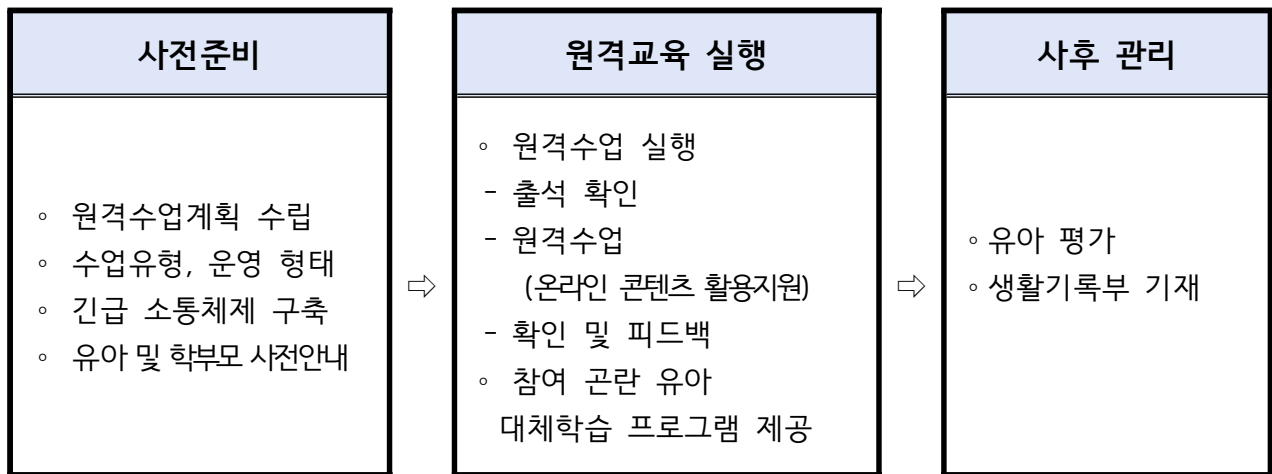 사전준비
◦ 원격수업계획 수립
◦ 수업유형, 운영 형태
◦ 긴급 소통체제 구축
◦ 유아 및 학부모 사전안내
⇨
원격교육 실행
◦ 원격수업 실행
- 출석 확인
- 원격수업
(온라인 콘텐츠 활용지원)
- 확인 및 피드백
◦ 참여 곤란 유아
대체학습 프로그램 제공
⇨
사후 관리
◦ 유아 평가
◦ 생활기록부 기재